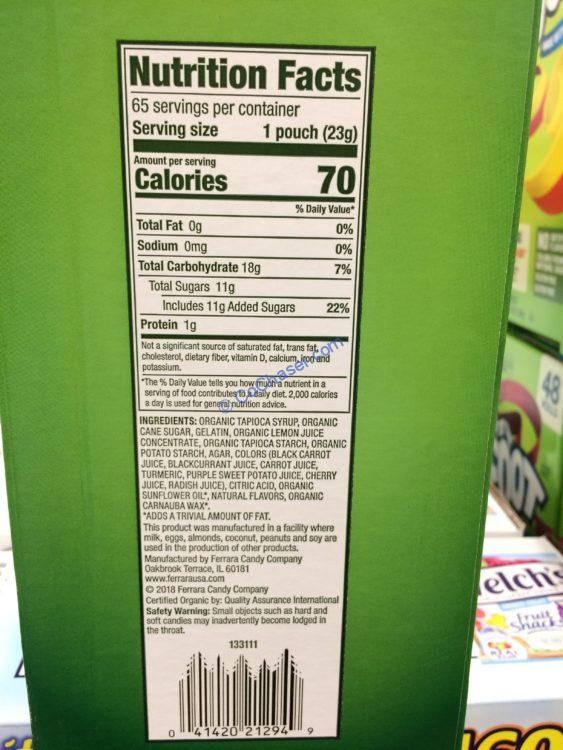 Nutrition Facts
65 servings per container
Serving size 1 pouch (23g)
Amount per serving
Calories 70
% Daily Value*
Total Fat 0g 0%
Sodium 0mg 0%
Total Carbohydrate 18g 7%
Total Sugars 11g
Includes 11g Added Sugars 22%
Protein 1g
Not a significant source of saturated fat, trans fat,
cholesterol, dietary fiber, vitamin D, calcium, iron and
potassium.
*The % Daily Value tells you how much a nutrient in a
serving of food contributes to a daily diet. 2,000 calories
a day is used for general nutrition advice.
INGREDIENTS: ORGANIC TAPIOCA SYRUP, ORGANIC
CANE SUGAR, GELATIN, ORGANIC LEMON JUICE
CONCENTRATE, ORGANIC TAPIOCA STARCH, ORGANIC
POTATO STARCH, AGAR, COLORS (BLACK CARROT
JUICE, BLACKCURRANT JUICE, CARROT JUICE,
TURMERIC, PURPLE SWEET POTATO JUICE, CHERRY
JUICE, RADISH JUICE), CITRIC ACID, ORGANIC
SUNFLOWER OIL*, NATURAL FLAVORS, ORGANIC
CARNAUBA WAX*.
*ADDS A TRIVIAL AMOUNT OF FAT.
This product was manufactured in a facility where
milk, eggs, almonds, coconut, peanuts and soy are
used in the production of other products.
Manufactured by Ferrara Candy Company
Oakbrook Terrace, IL 60181
www.ferrarausa.com
© 2018 Ferrara Candy Company
Certified Organic by: Quality Assurance International
Safety Warning: Small objects such as hard and
soft candies may inadvertently become lodged in
the throat.
133111
0 41420 21294 9
© CoChaser.com
48
elch's
Fruit
Snacks